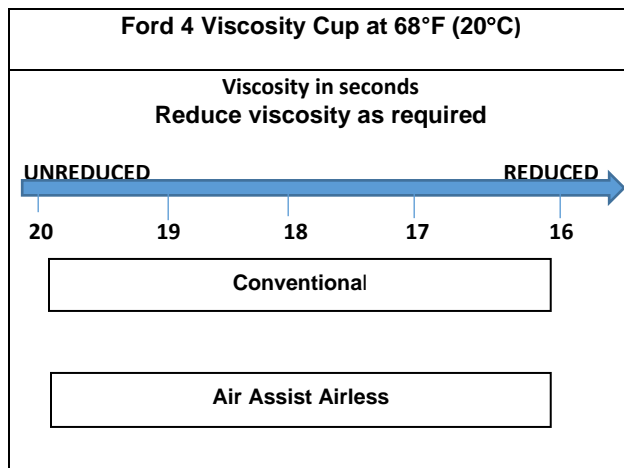 Ford 4 Viscosity Cup at 68°F (20°C)
Viscosity in seconds
Reduce viscosity as required
UNREDUCED REDUCED
20 19 18 17 16
Conventional
Air Assist Airless